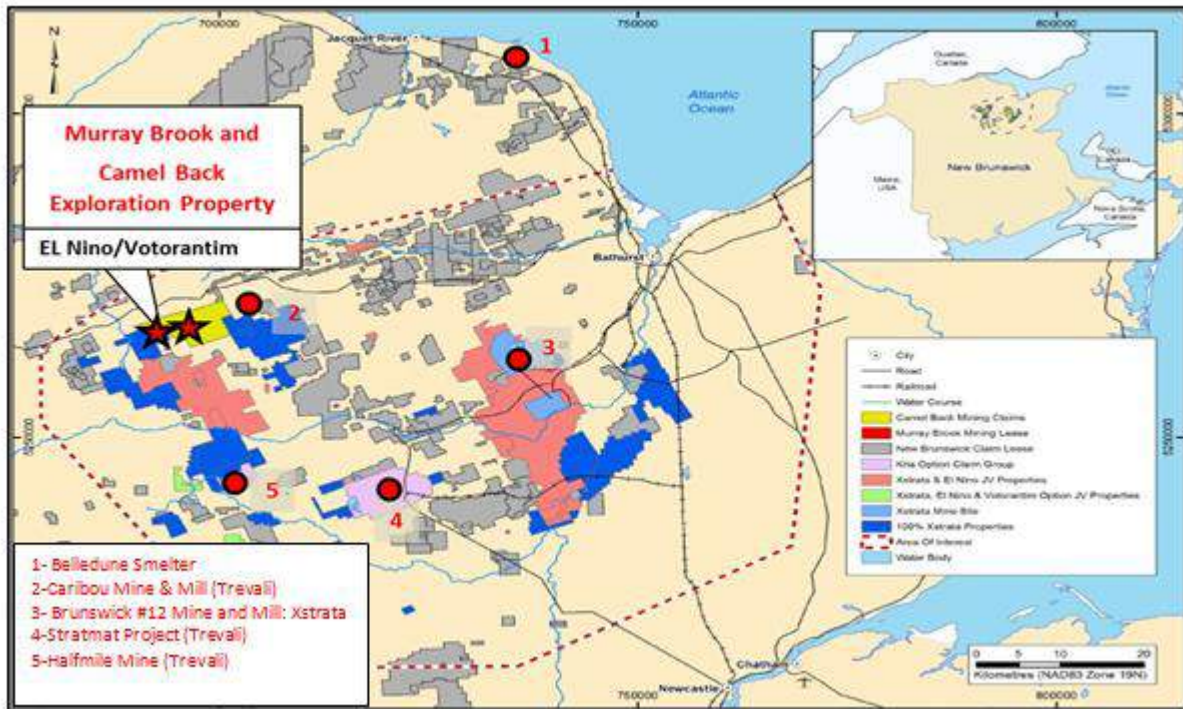 700000
750000
800000
N
Jacquet River
1
Atlantic
Ocean
Quebec,
Canada
New Brunswick
Maine,
USA
Nova Scotia,
Canada
Murray Brook and
Camel Back
Exploration Property
EL Nino/Votorantim
Bathurst
2
3
5
4
5250000
5250000
City
Road
Railroad
Water Course
Camel Back Mining Claims
Murray Brook Mining Lease
New Brunswick Claim Lease
Kria Option Claim Group
Xstrata & El Nino JV Properties
Xstrata, El Nino & Votorantim Option JV Properties
Xstrata Mine Site
100% Xstrata Properties
Area Of Interest
Water Body
1- Belledune Smelter
2-Caribou Mine & Mill (Trevali)
3- Brunswick #12 Mine and Mill: Xstrata
4-Stratmat Project (Trevali)
5-Halfmile Mine (Trevali)
Chatham
Newcastle
0 5 10 20
Kilometres (NAD83 Zone 19N)
750000
800000